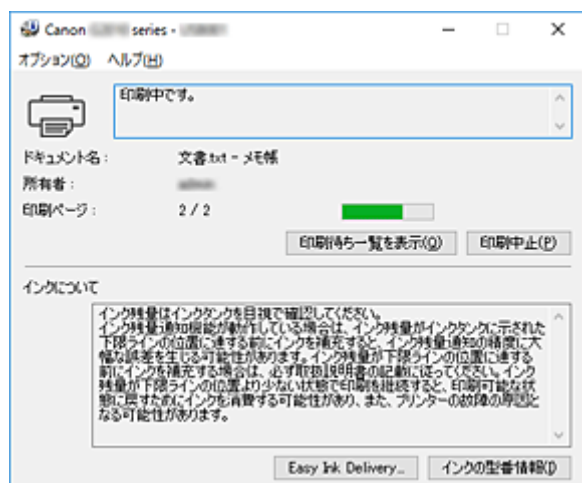 Canon series -
オプション(O) ヘルプ(H)
印刷中です。
ドキュメント名： 文書.txt - メモ帳
所有者：
印刷ページ： 2 / 2
印刷待ち一覧を表示(Q) 印刷中止(P)
インクについて
インク残量はインクタンクを目視で確認してください。
インク残量通知機能が動作している場合は、インク残量がインクタンクに示された
下限ラインの位置に達する前にインクを補充すると、インク残量通知の精度に大
幅な誤差を生じる可能性があります。インク残量が下限ラインの位置に達する
前にインクを補充する場合は、必ず取扱説明書の記載に従ってください。インク
残量が下限ラインの位置より少ない状態で印刷を継続すると、印刷可能な状
態に戻すためにインクを消費する可能性があり、また、プリンターの故障の原因と
なる可能性があります。
Easy Ink Delivery... インクの型番情報(I)